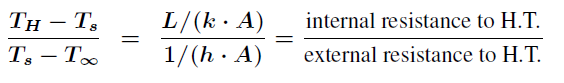 (T_H − T_s)/(T_s − T_∞) = (L/(k · A))/(1/(h · A)) = (internal resistance to H.T.)/(external resistance to H.T.)